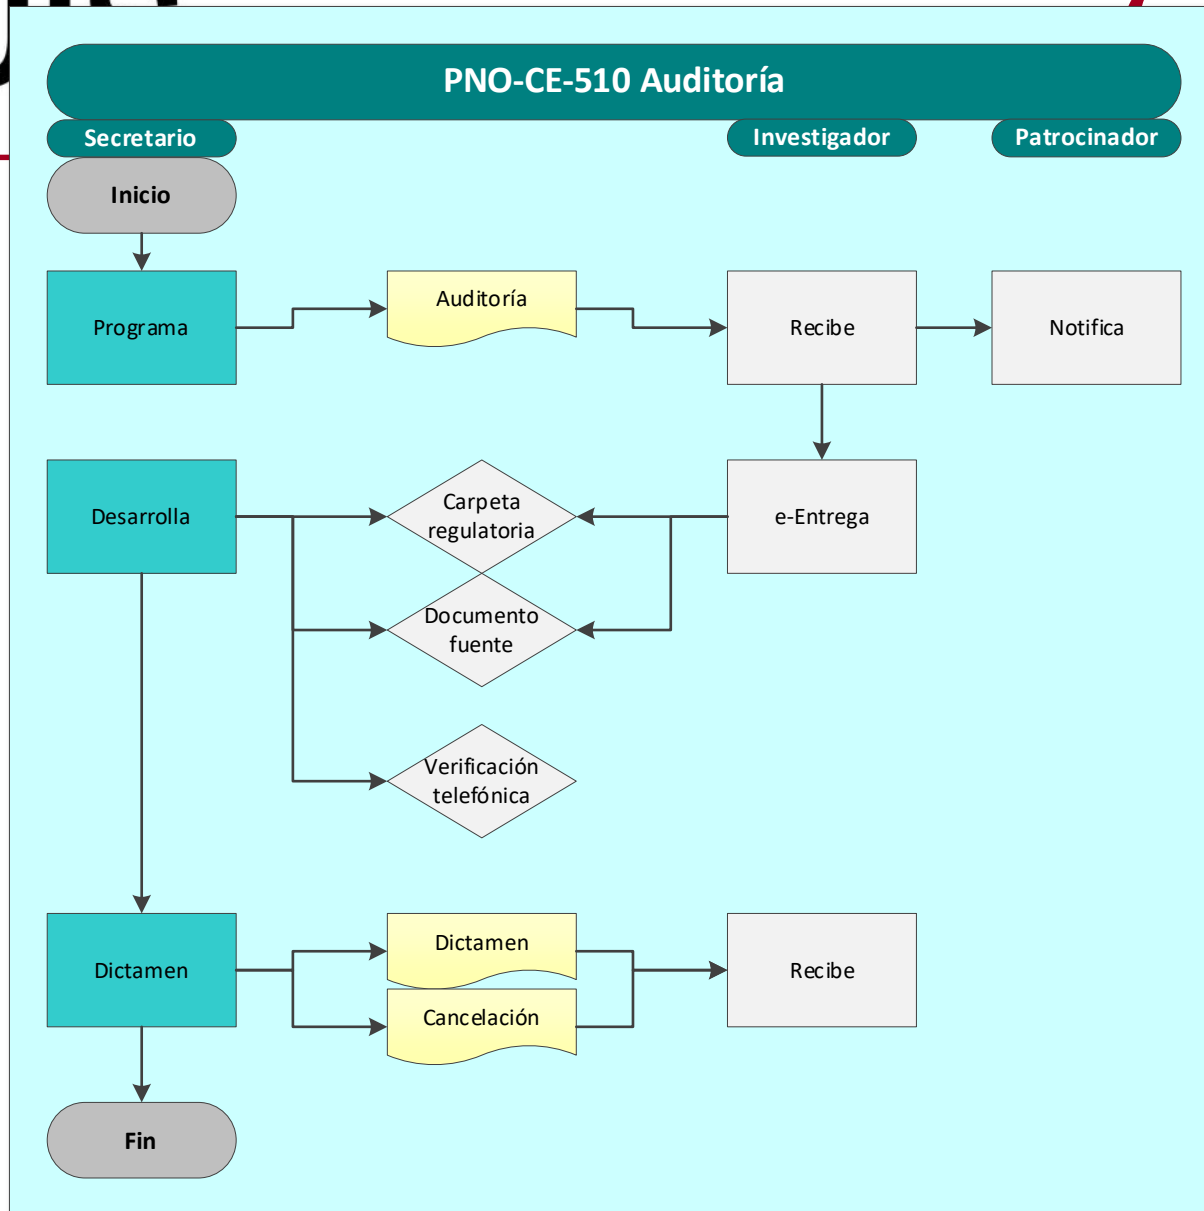 PNO-CE-510 Auditoría
Secretario
Investigador
Patrocinador
Inicio
Programa
Auditoría
Recibe
Notifica
Desarrolla
Carpeta
regulatoria
e-Entrega
Documento
fuente
Verificación
telefónica
Dictamen
Dictamen
Cancelación
Recibe
Fin